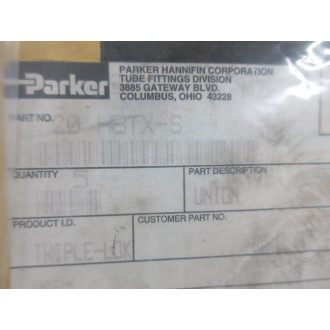 PARKER HANNIFIN CORPORATION
TUBE FITTINGS DIVISION
3885 GATEWAY BLVD.
COLUMBUS, OHIO 43228
Parker
PART NO.
20 HBTX-S
QUANTITY
5
PART DESCRIPTION
UNION
PRODUCT I.D.
CUSTOMER PART NO.
TRIPLE-LOK